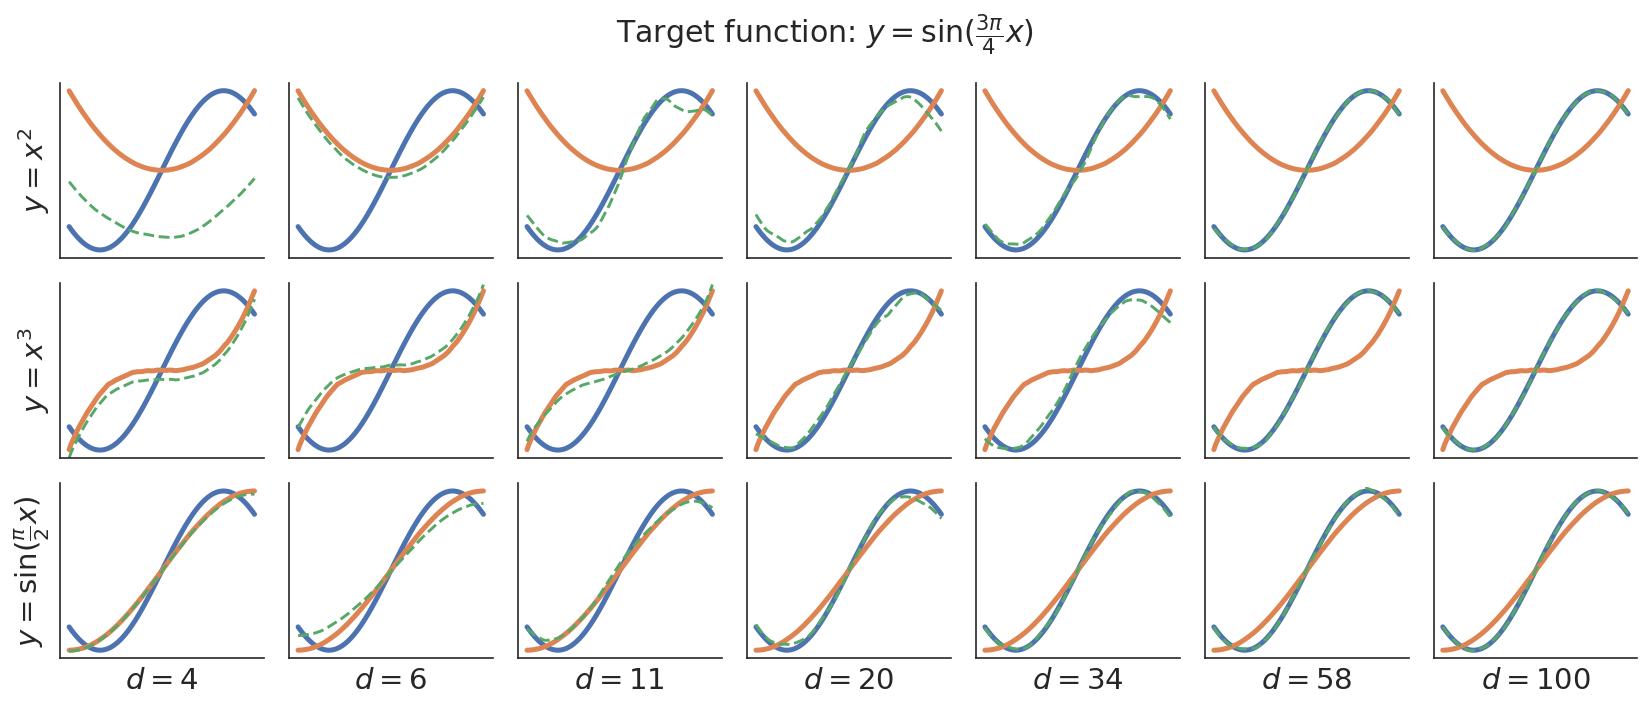 Target function: y = sin(3π/4 x)
y = x²
y = x³
y = sin(π/2 x)
d = 4 d = 6 d = 11 d = 20 d = 34 d = 58 d = 100